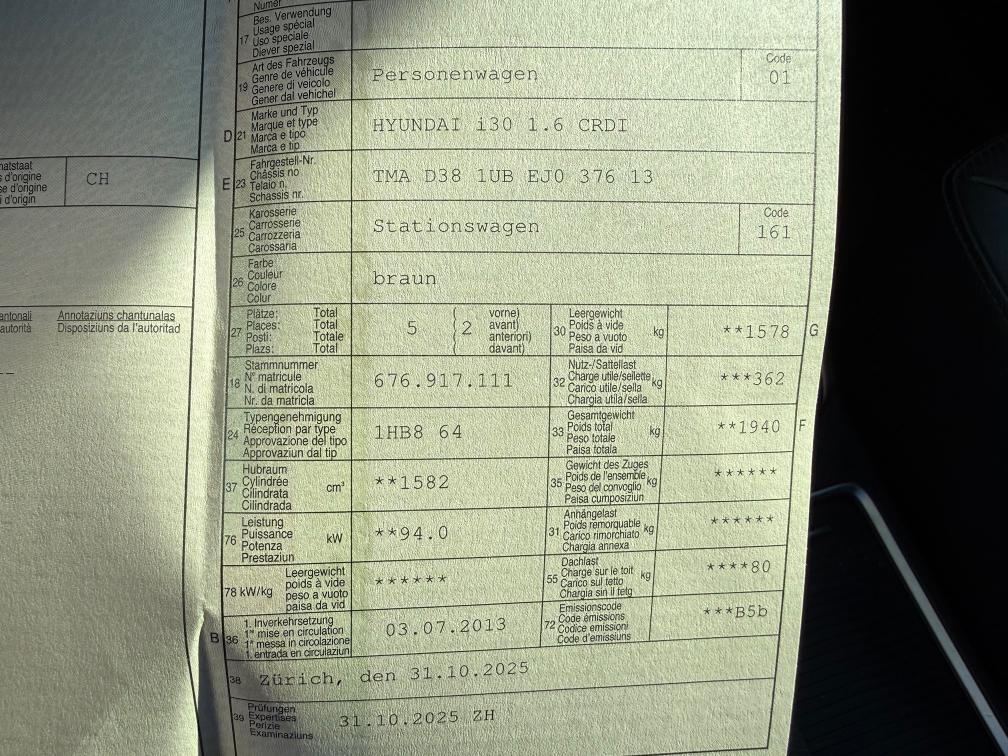 natstaat
d'origine
se d'origine
d'origin
CH
antonali
Annotaziuns chantunalas
autorità
Disposiziuns da l'autoritad
--
Numer
17
Bes. Verwendung
Usage spécial
Uso speciale
Diever spezial
19
Art des Fahrzeugs
Genre de véhicule
Genere di veicolo
Gener dal vehichel
Personenwagen
Code
01
D 21
Marke und Typ
Marque et type
Marca e tipo
Marca e tip
HYUNDAI i30 1.6 CRDI
E 23
Fahrgestell-Nr.
Châssis no
Telaio n.
Schassis nr.
TMA D38 1UB EJ0 376 13
25
Karosserie
Carrosserie
Carrozzeria
Carossaria
Stationswagen
Code
161
26
Farbe
Couleur
Colore
Colur
braun
27
Plätze: Total
Places: Total
Posti: Totale
Plazs: Total
5
( vorne)
( 2 avant)
( anteriori)
( davant)
30
Leergewicht
Poids à vide
Peso a vuoto
Paisa da vid
kg
**1578
G
18
Stammnummer
N° matricule
N. di matricola
Nr. da matricla
676.917.111
32
Nutz-/Sattellast
Charge utile/sellette
Carico utile/sella
Chargia utila/sella
kg
***362
24
Typengenehmigung
Réception par type
Approvazione del tipo
Approvaziun dal tip
1HB8 64
33
Gesamtgewicht
Poids total
Peso totale
Paisa totala
kg
**1940
F
37
Hubraum
Cylindrée
Cilindrata
Cilindrada
cm³
**1582
35
Gewicht des Zuges
Poids de l'ensemble
Peso del convoglio
Paisa cumposiziun
kg
******
76
Leistung
Puissance
Potenza
Prestaziun
kW
**94.0
31
Anhängelast
Poids remorquable
Carico rimorchiato
Chargia annexa
kg
******
78 kW/kg
Leergewicht
poids à vide
peso a vuoto
paisa da vid
******
55
Dachlast
Charge sur le toit
Carico sul tetto
Chargia sin il tetg
kg
****80
B 36
1. Inverkehrsetzung
1re mise en circulation
1a messa in circolazione
1. entrada en circulaziun
03.07.2013
72
Emissionscode
Code émissions
Codice emissioni
Code d'emissiuns
***B5b
38
Zürich, den 31.10.2025
39
Prüfungen
Expertises
Perizie
Examinaziuns
31.10.2025 ZH